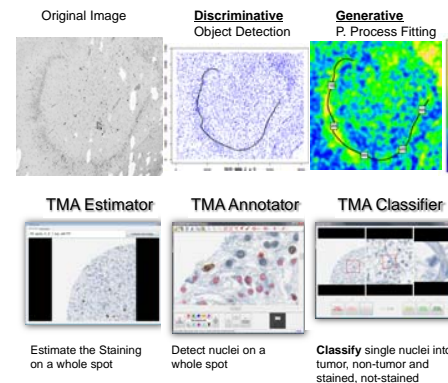 Original Image
Discriminative
Object Detection
Generative
P. Process Fitting
TMA Estimator
TMA Annotator
TMA Classifier
Estimate the Staining
on a whole spot
Detect nuclei on a
whole spot
Classify single nuclei into
tumor, non-tumor and
stained, not-stained